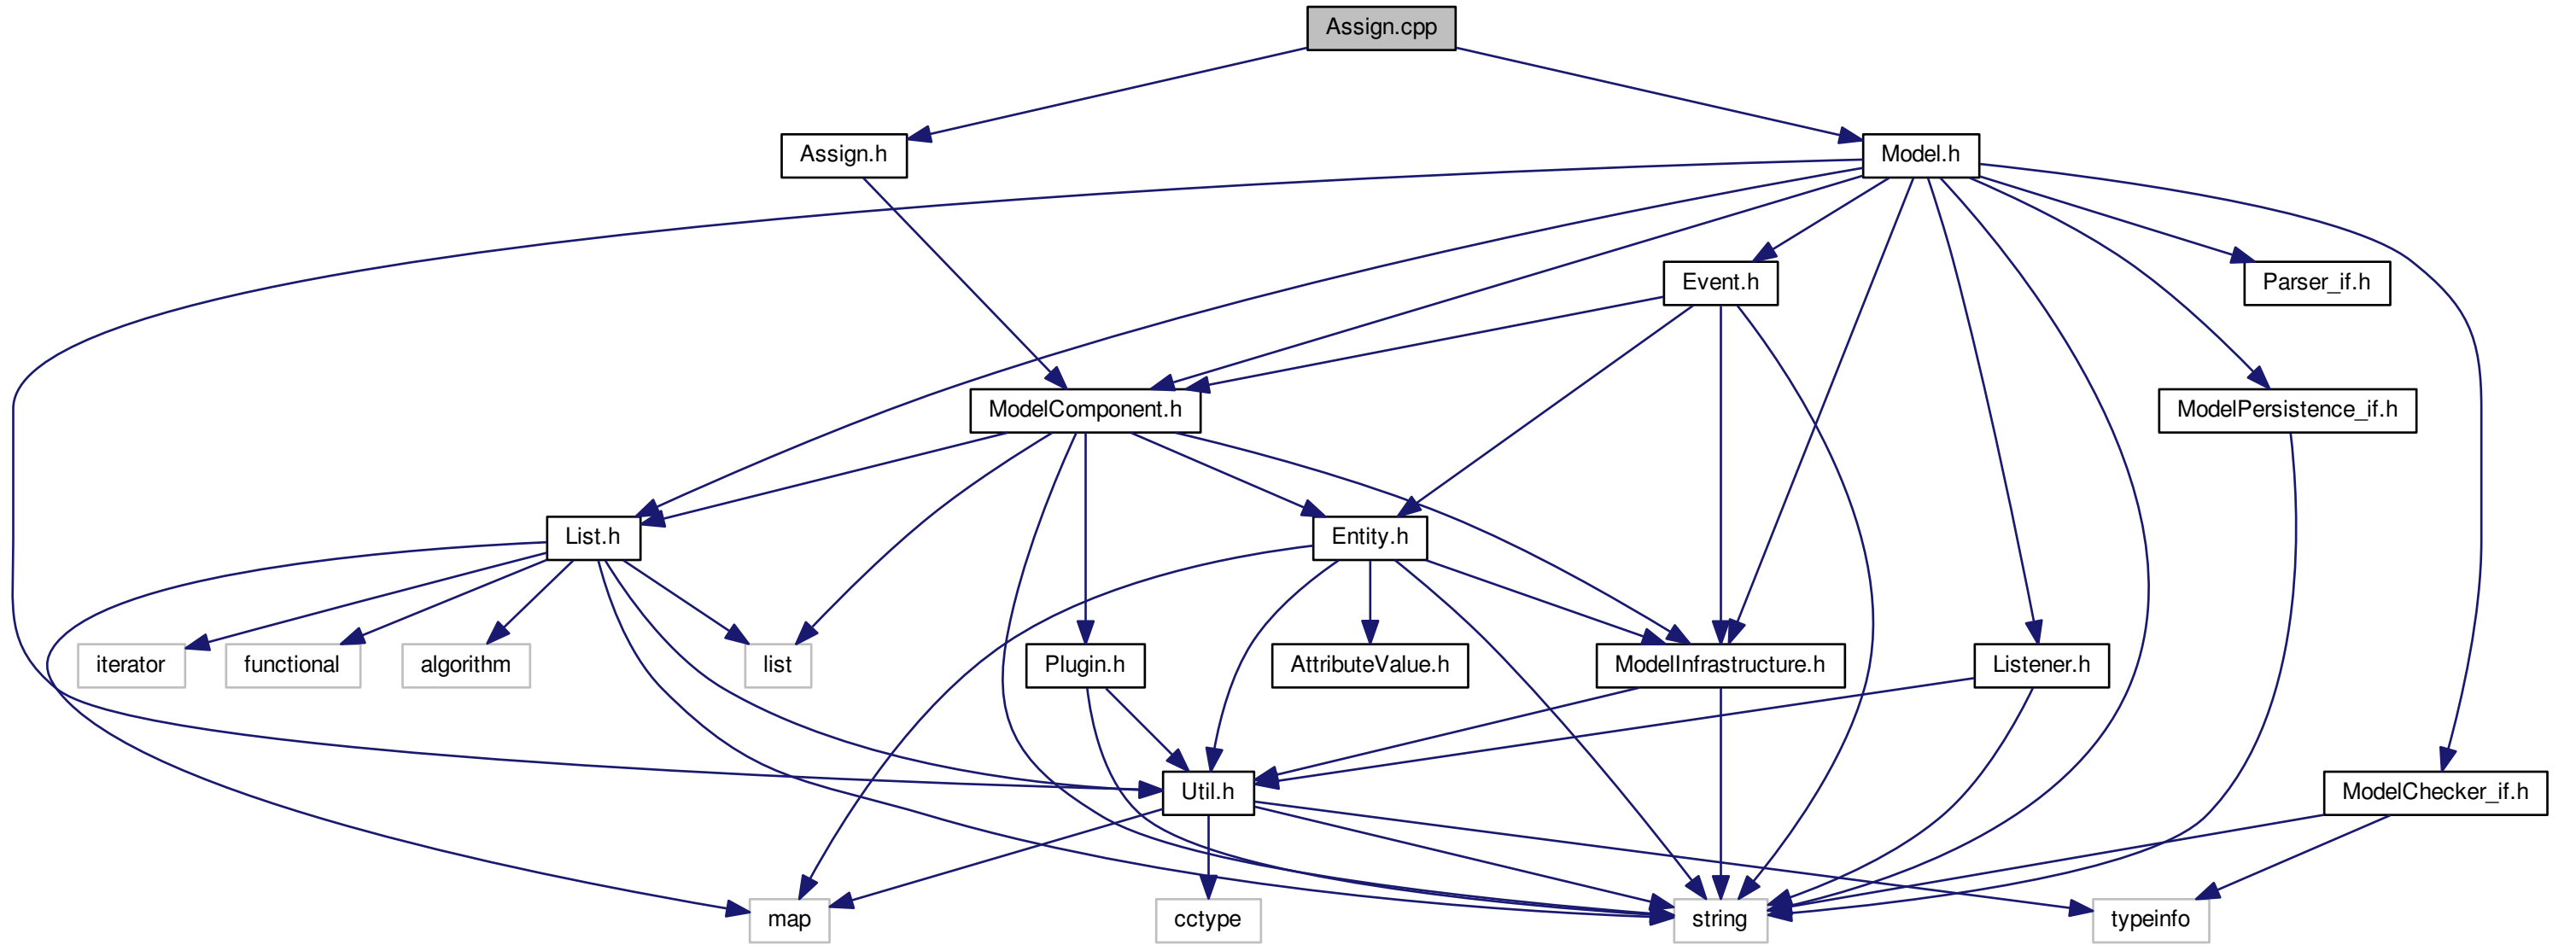 Assign.cpp
Assign.h
Model.h
Event.h
Parser_if.h
ModelComponent.h
ModelPersistence_if.h
List.h
Entity.h
iterator
functional
algorithm
list
Plugin.h
AttributeValue.h
ModelInfrastructure.h
Listener.h
Util.h
ModelChecker_if.h
map
cctype
string
typeinfo